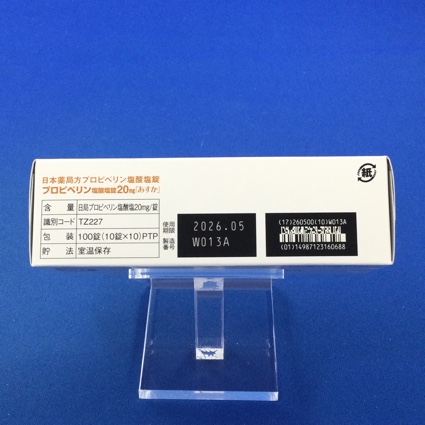 日本薬局方プロピベリン塩酸塩錠
プロピベリン塩酸塩錠20mg「あすか」
含量 日局プロピベリン塩酸塩20mg/錠
識別コード TZ227
包装 100錠(10錠×10)PTP
貯法 室温保存
使用期限 2026.05
製造番号 W013A
(17)260500(10)W013A
(01)14987123160688
紙